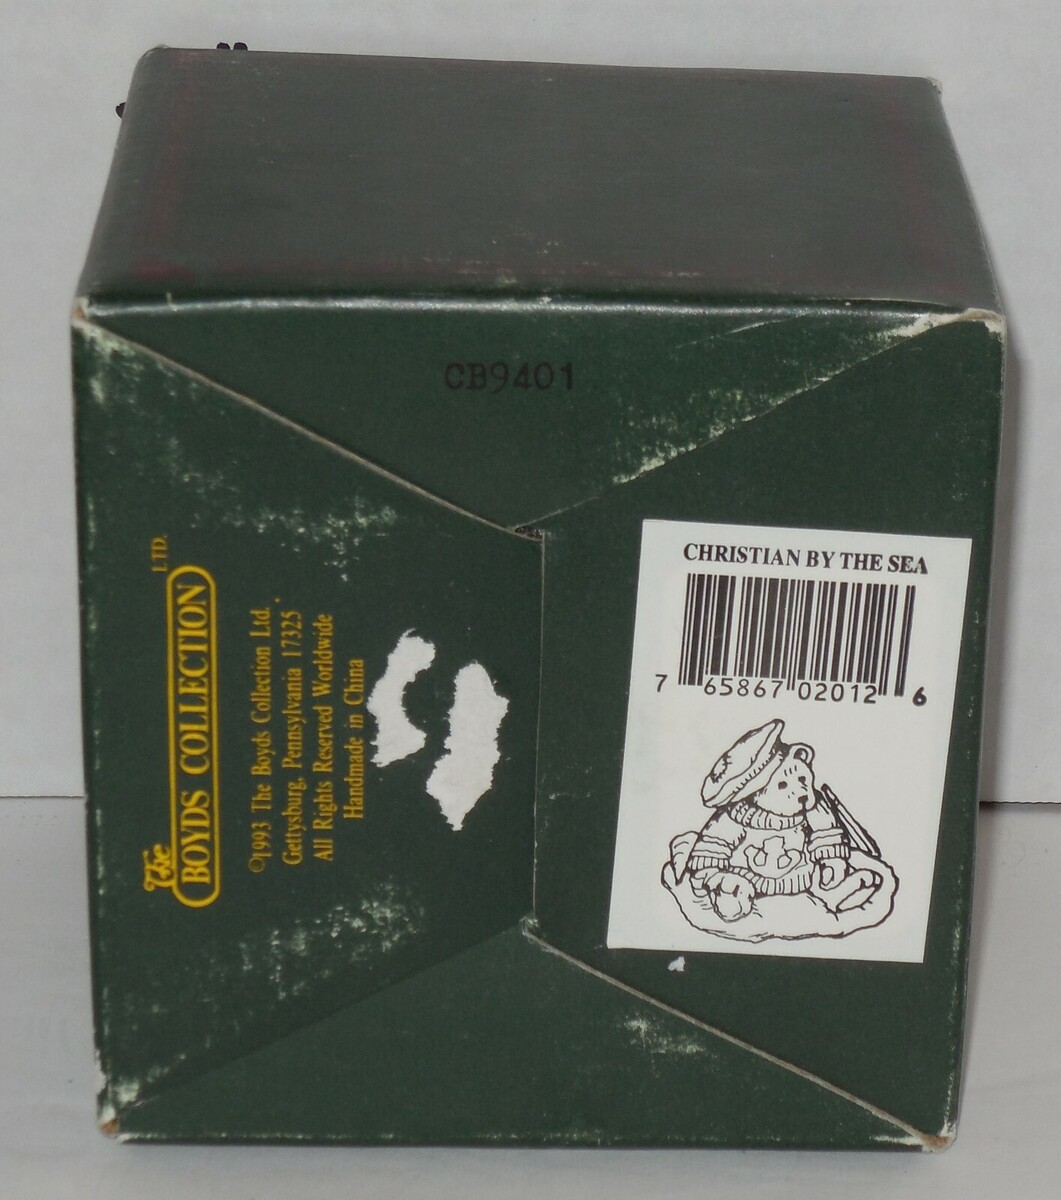 CB9401
The
BOYDS COLLECTION
LTD.
©1993 The Boyds Collection Ltd.
Gettysburg, Pennsylvania 17325
All Rights Reserved Worldwide
Handmade in China
CHRISTIAN BY THE SEA
7 65867 02012 6